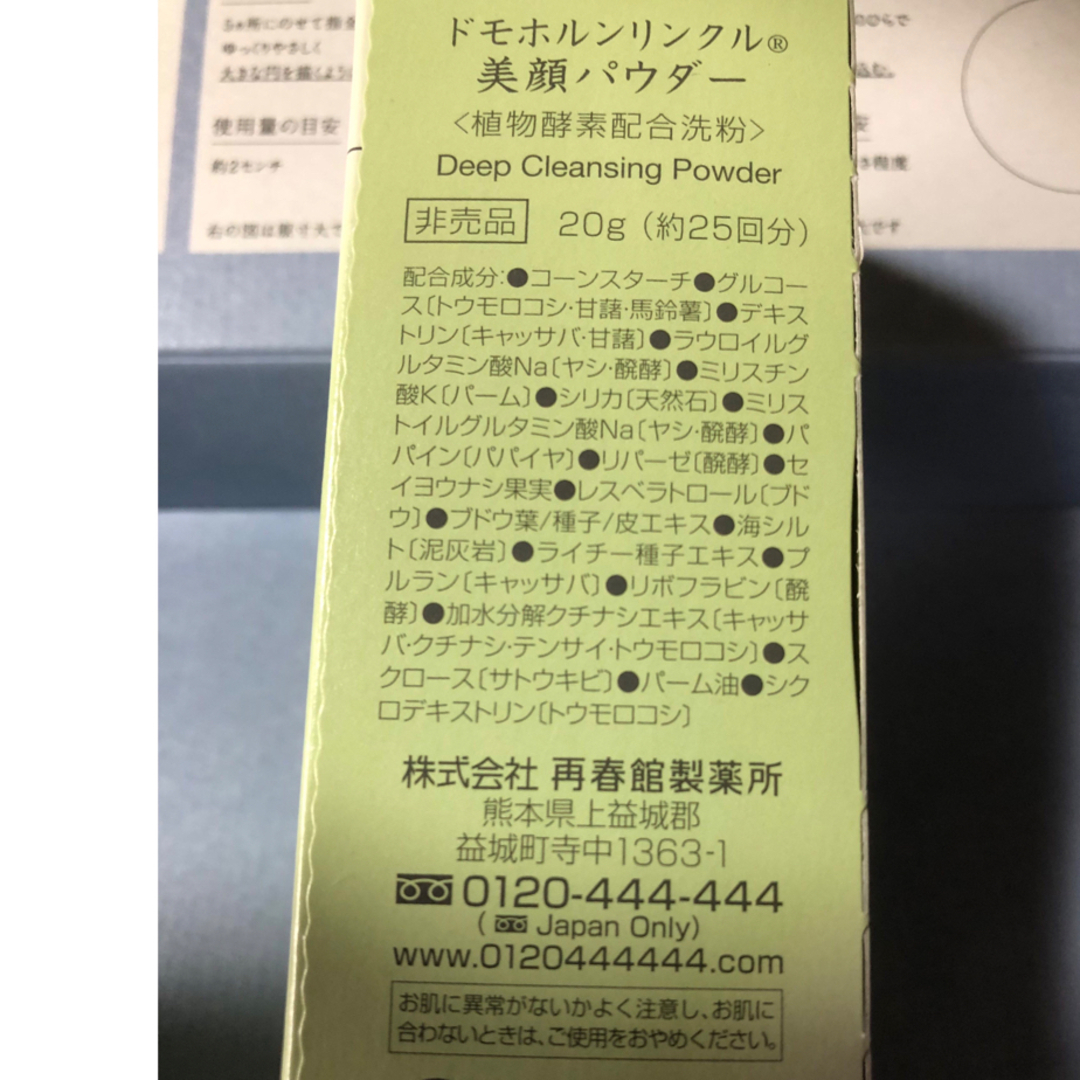 ドモホルンリンクル®
美顔パウダー
〈植物酵素配合洗粉〉
Deep Cleansing Powder
非売品 20g（約25回分）
配合成分:●コーンスターチ●グルコー
ス〔トウモロコシ・甘藷・馬鈴薯〕●デキス
トリン〔キャッサバ・甘藷〕●ラウロイルグ
ルタミン酸Na〔ヤシ・醗酵〕●ミリスチン
酸K〔パーム〕●シリカ〔天然石〕●ミリス
トイルグルタミン酸Na〔ヤシ・醗酵〕●パ
パイン〔パパイヤ〕●リパーゼ〔醗酵〕●セ
イヨウナシ果実●レスベラトロール〔ブド
ウ〕●ブドウ葉/種子/皮エキス●海シル
ト〔泥灰岩〕●ライチー種子エキス●プ
ルラン〔キャッサバ〕●リボフラビン〔醗
酵〕●加水分解クチナシエキス〔キャッサ
バ・クチナシ・テンサイ・トウモロコシ〕●ス
クロース〔サトウキビ〕●パーム油●シク
ロデキストリン〔トウモロコシ〕
株式会社 再春館製薬所
熊本県上益城郡
益城町寺中1363-1
0120-444-444
( Japan Only)
www.0120444444.com
お肌に異常がないかよく注意し、お肌に
合わないときは、ご使用をおやめください。
ゆっくりやさしく
大きな円を描くように
使用量の目安
約2センチ